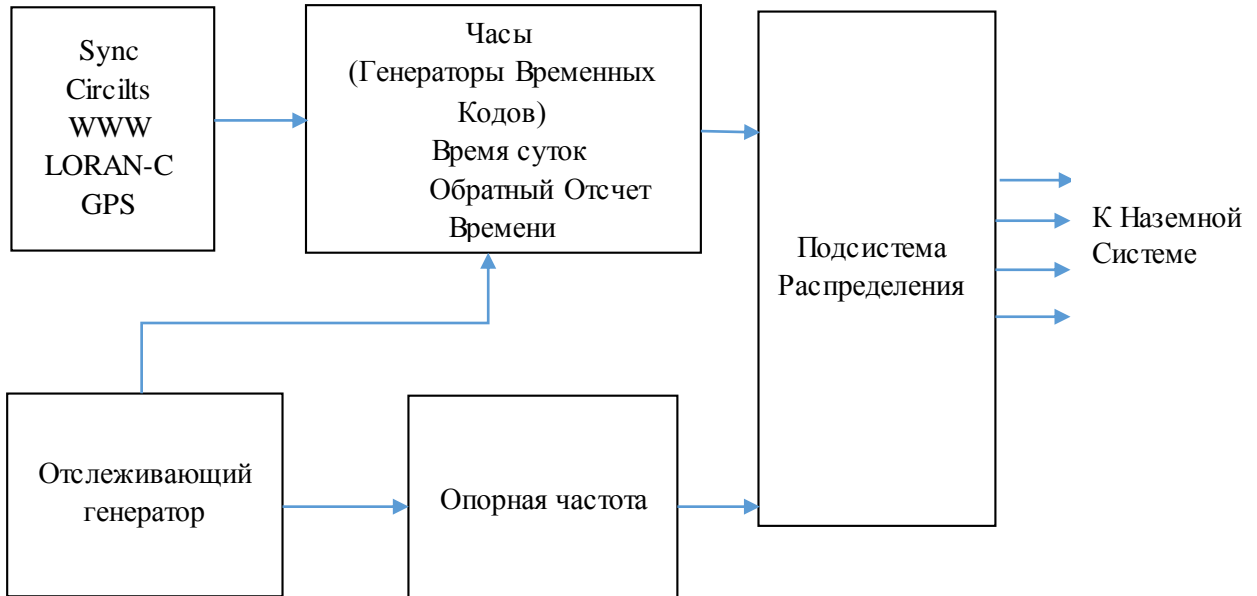 Sync
Circilts
WWW
LORAN-C
GPS
Часы
(Генераторы Временных
Кодов)
Время суток
Обратный Отсчет
Времени
Подсистема
Распределения
К Наземной
Системе
Отслеживающий
генератор
Опорная частота